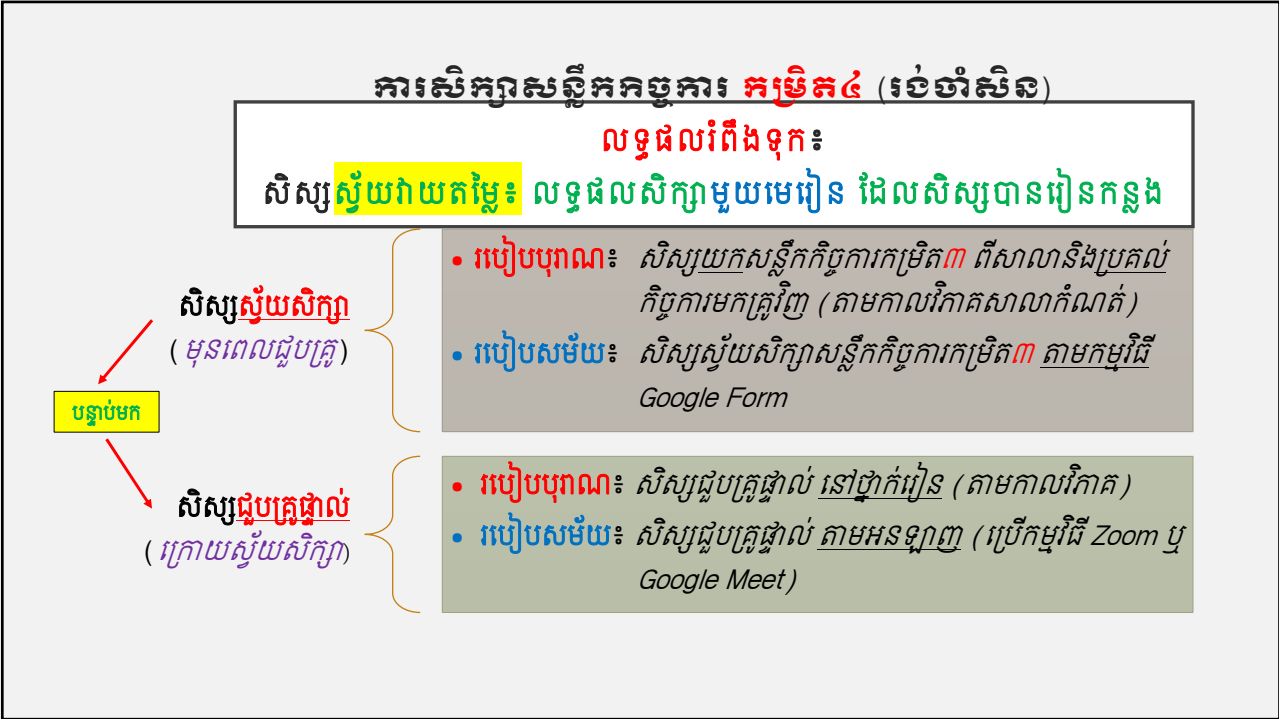 ការសិក្សាសន្លឹកកិច្ចការ កម្រិត៤ (រង់ចាំសិន)
លទ្ធផលរំពឹងទុក៖
សិស្សស្វ័យវាយតម្លៃ៖ លទ្ធផលសិក្សាមួយមេរៀន ដែលសិស្សបានរៀនកន្លង
សិស្សស្វ័យសិក្សា
(មុនពេលជួបគ្រូ)
• របៀបបុរាណ៖ សិស្សយកសន្លឹកកិច្ចការកម្រិត៣ ពីសាលានិងប្រគល់
កិច្ចការមកគ្រូវិញ (តាមកាលវិភាគសាលាកំណត់)
• របៀបសម័យ៖ សិស្សស្វ័យសិក្សាសន្លឹកកិច្ចការកម្រិត៣ តាមកម្មវិធី
Google Form
បន្ទាប់មក
សិស្សជួបគ្រូផ្ទាល់
(ក្រោយស្វ័យសិក្សា)
• របៀបបុរាណ៖ សិស្សជួបគ្រូផ្ទាល់ នៅថ្នាក់រៀន (តាមកាលវិភាគ)
• របៀបសម័យ៖ សិស្សជួបគ្រូផ្ទាល់ តាមអនឡាញ (ប្រើកម្មវិធី Zoom ឬ
Google Meet)